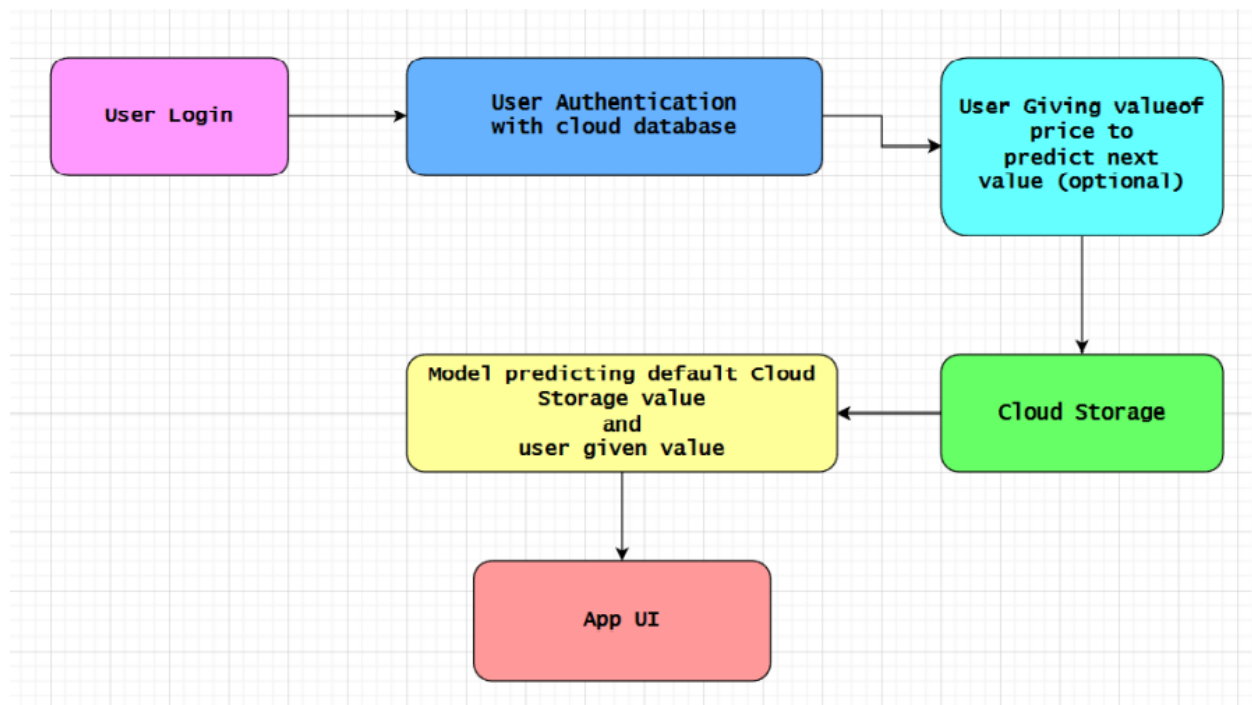 User Login
User Authentication
with cloud database
User Giving valueof
price to
predict next
value (optional)
Cloud Storage
Model predicting default Cloud
Storage value
and
user given value
App UI